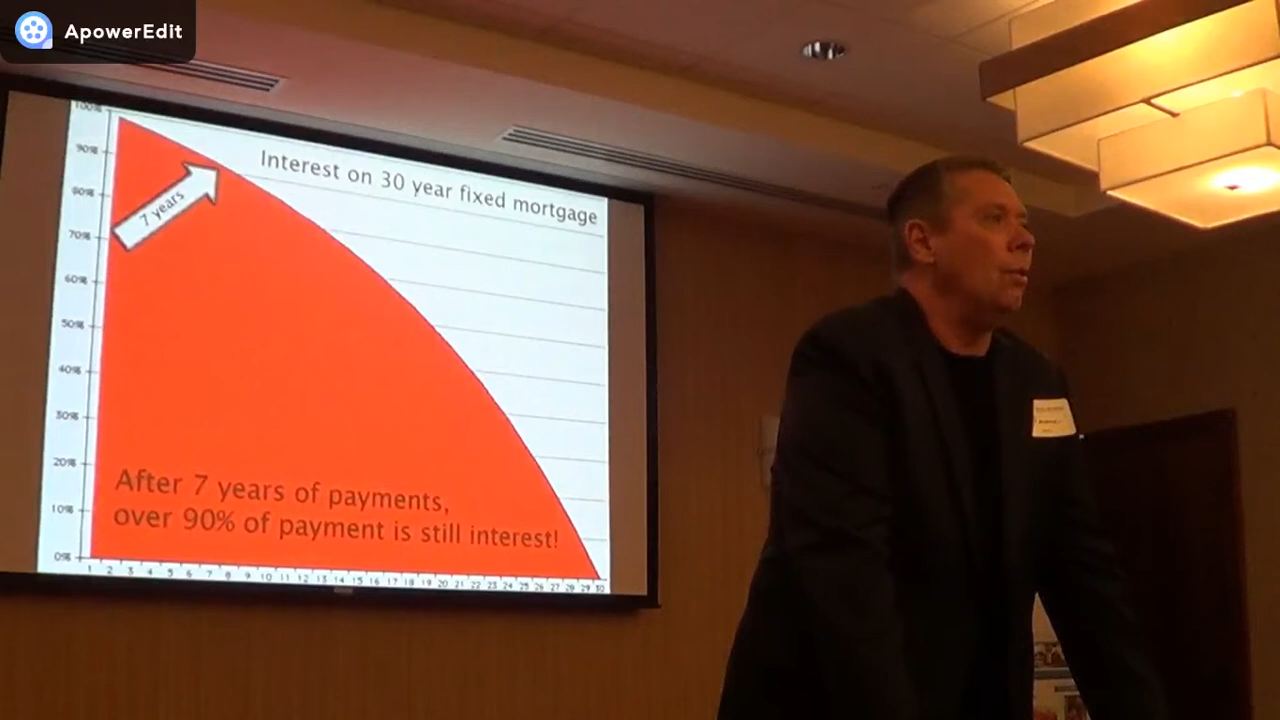 ApowerEdit
Interest on 30 year fixed mortgage
100%
90%
80%
70%
60%
50%
40%
30%
20%
10%
0%
7 years
After 7 years of payments,
over 90% of payment is still interest!
1 2 3 4 5 6 7 8 9 10 11 12 13 14 15 16 17 18 19 20 21 22 23 24 25 26 27 28 29 30